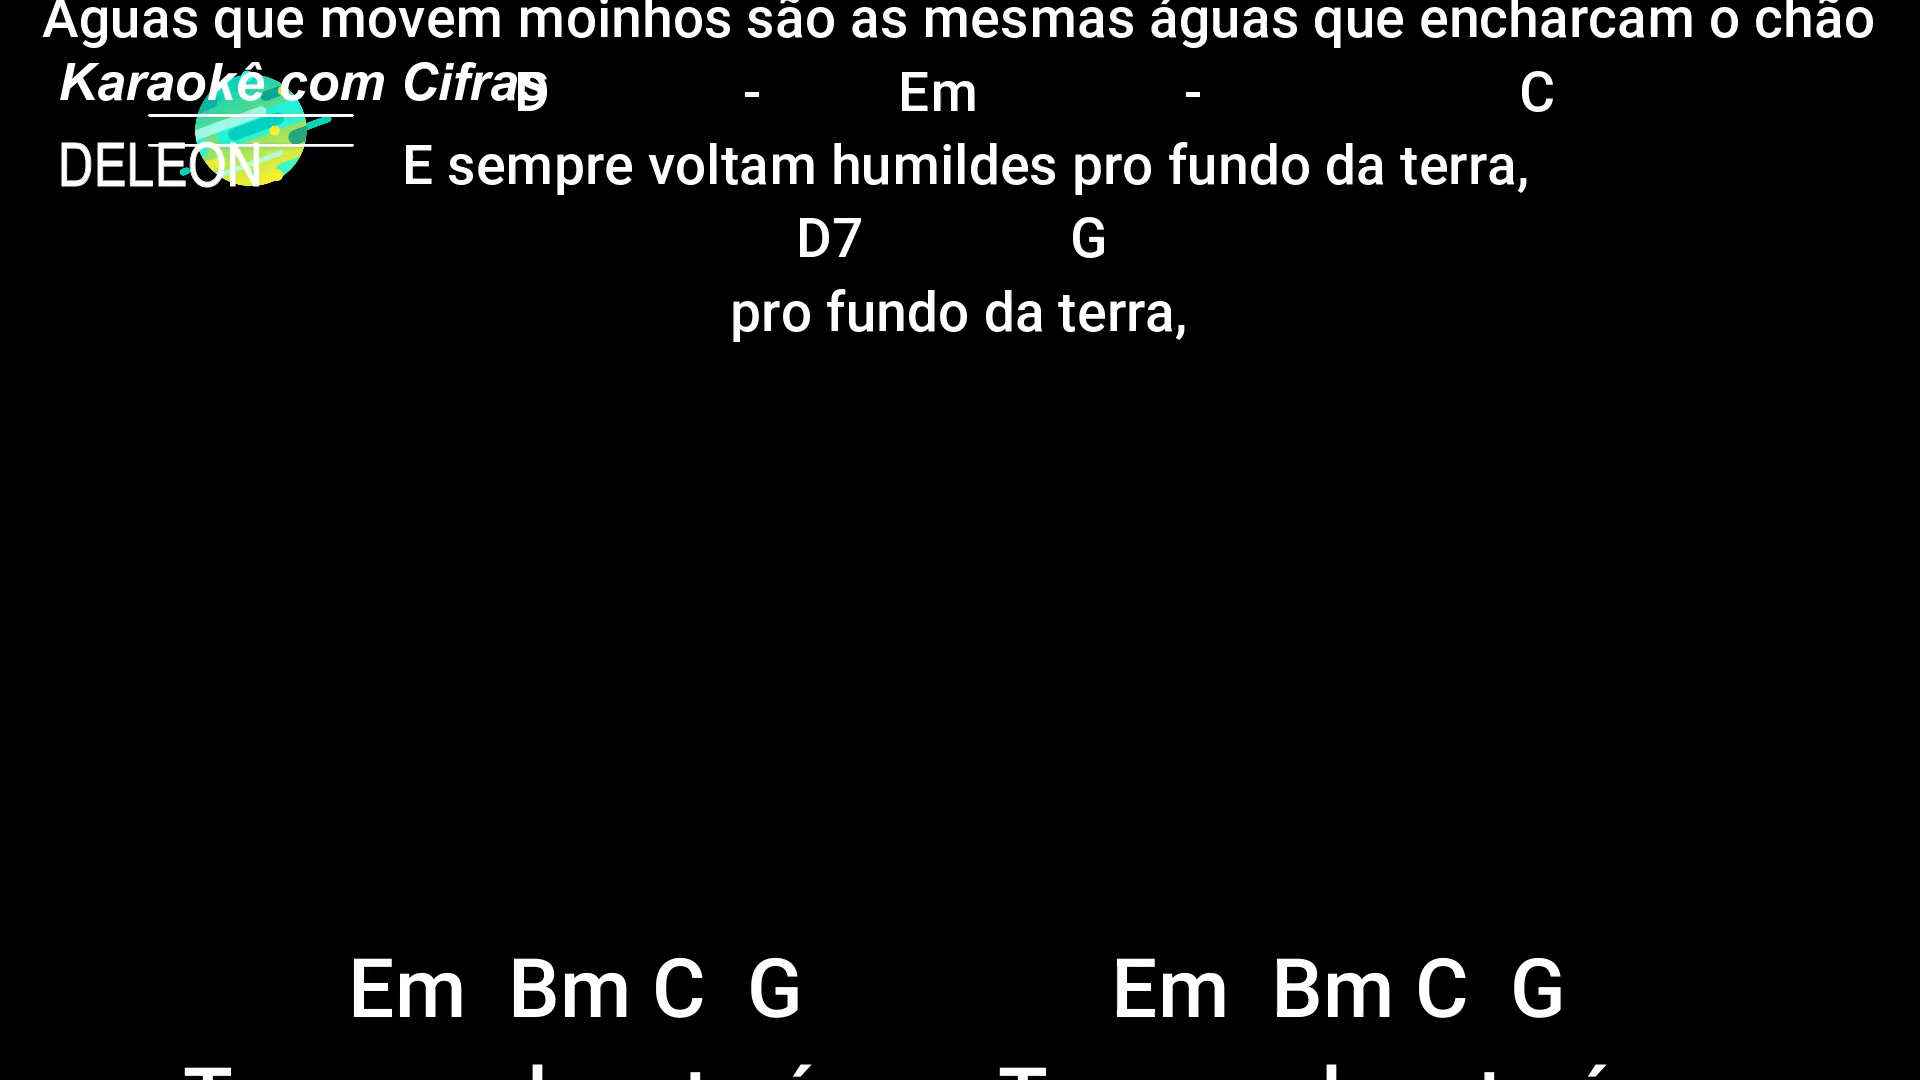 Águas que movem moinhos são as mesmas águas que encharcam o chão
Karaokê com Cifras
D - Em - C
DELEON
E sempre voltam humildes pro fundo da terra,
D7 G
pro fundo da terra,
Em Bm C G Em Bm C G